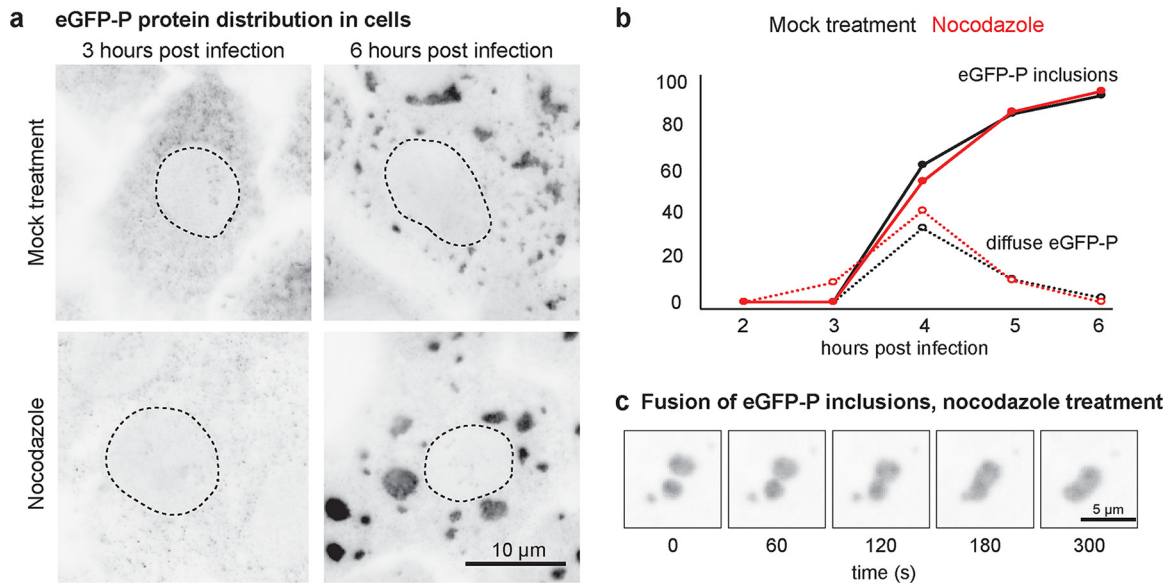 a eGFP-P protein distribution in cells
3 hours post infection
6 hours post infection
Mock treatment
Nocodazole
10 µm
b
Mock treatment Nocodazole
100
80
60
40
20
0
eGFP-P inclusions
diffuse eGFP-P
2 3 4 5 6
hours post infection
c Fusion of eGFP-P inclusions, nocodazole treatment
5 µm
0 60 120 180 300
time (s)